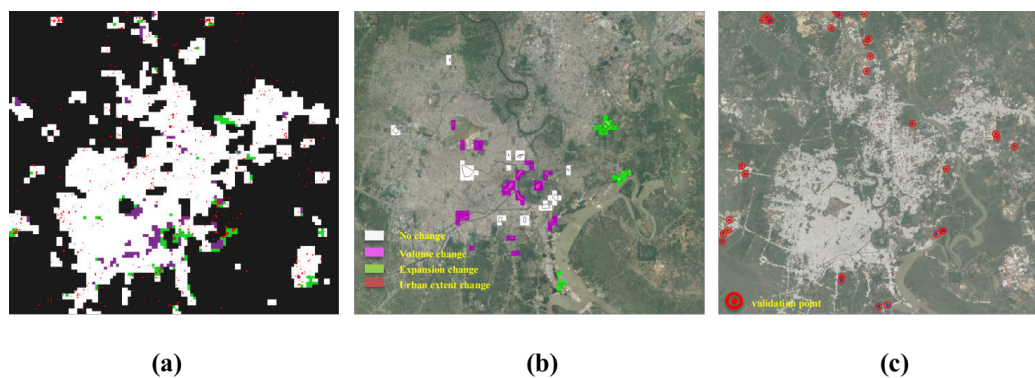 No change
Volume change
Expansion change
Urban extent change
validation point
(a)
(b)
(c)